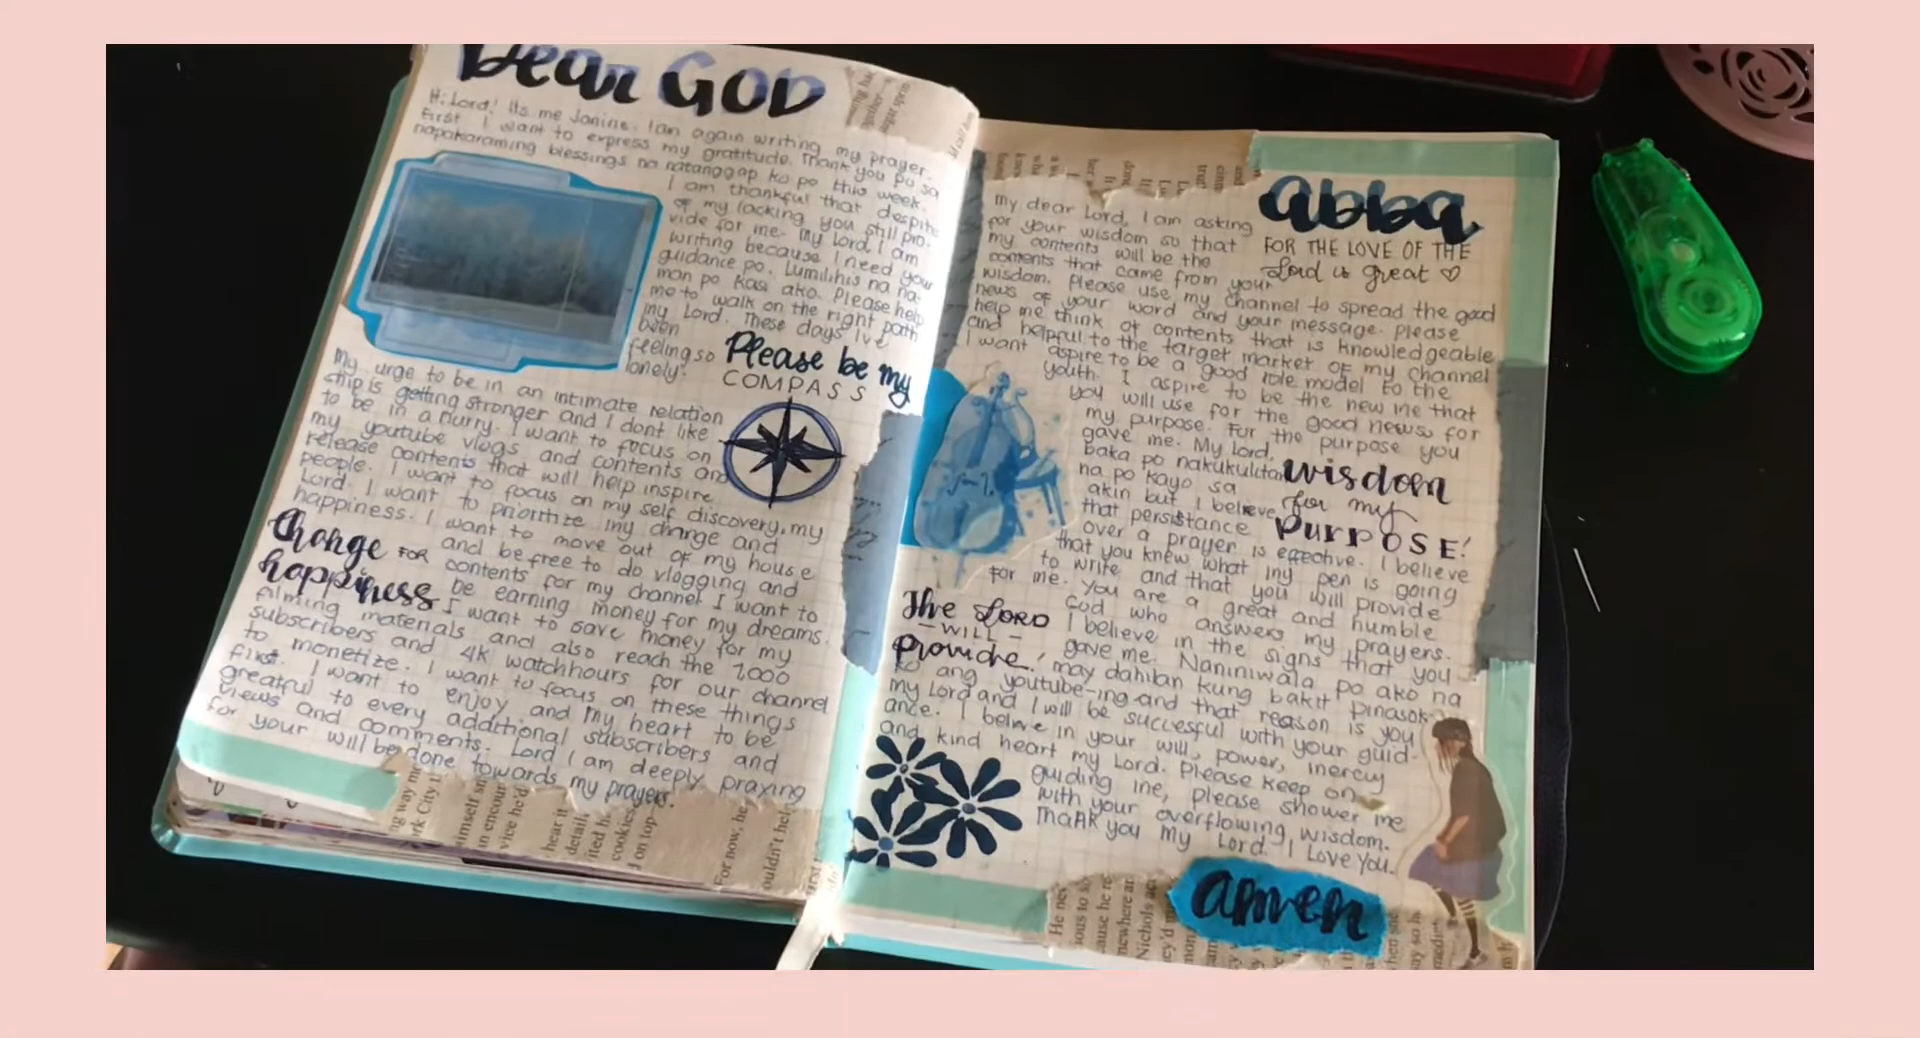 Dear GOD
Hi Lord! Its me Janine. I am again writing my prayer.
first I want to express my gratitude. Thank you po sa
napakaraming blessings na natanggap ko po this week.
I am thankful that despite
of my lacking you still pro-
vide for me. My Lord I am
writing because I need your
guidance po. Lumilihis na na-
man po kasi ako. Please help
me to walk on the right path
my Lord. These days Ive
been
feeling so
lonely.
Please be my
COMPASS
My urge to be in an intimate relation
ship is getting stronger and I dont like
to be in a hurry. I want to focus on
my youtube vlogs and contents and
release contents that will help inspire
people. I want to focus on my self discovery, my
Lord. I want to prioritize my change and
happiness. I want to move out of my house
Change FOR
happiness
and be free to do vlogging and
contents for my channel I want to
be earning money for my dreams.
I want to save money for my
filming materials and also reach the 1,000
subscribers and 4k watchhours for our channel
to monetize. I want to focus on these things
first. I want to enjoy and my heart to be
greatful to every additional subscribers and
views and comments. Lord I am deeply praying
for your will be done towards my prayers.
abba
FOR THE LOVE OF THE
Lord is great ♡
My dear Lord, I am asking
for your wisdom so that
my contents will be the
contents that came from your
wisdom. Please use my channel to spread the good
news of your word and your message. Please
help me think of contents that is knowledgeable
and helpful to the target market of my channel
I want aspire to be a good role model to the
youth. I aspire to be the new me that
you will use for the good news, for
my purpose. For the purpose you
gave me. My Lord,
baka po nakukulitan
na po kayo sa
akin but I believe
that persistance
wisdom
for my
PURPOSE!
over a prayer is effective. I believe
that you knew what my pen is going
to write and that you will provide
for me. You are a great and humble
God who answers my prayers.
The LORD
- WILL -
provide!
I believe in the signs that you
gave me. Naniniwala po ako na
may dahilan kung bakit pinasok
ko ang youtube-ing and that reason is you
my Lord and I will be successful with your guid-
ance. I believe in your will, power, mercy
and kind heart my Lord. Please keep on
guiding me, please shower me
with your overflowing wisdom.
Thank you my Lord. I Love You.
amen